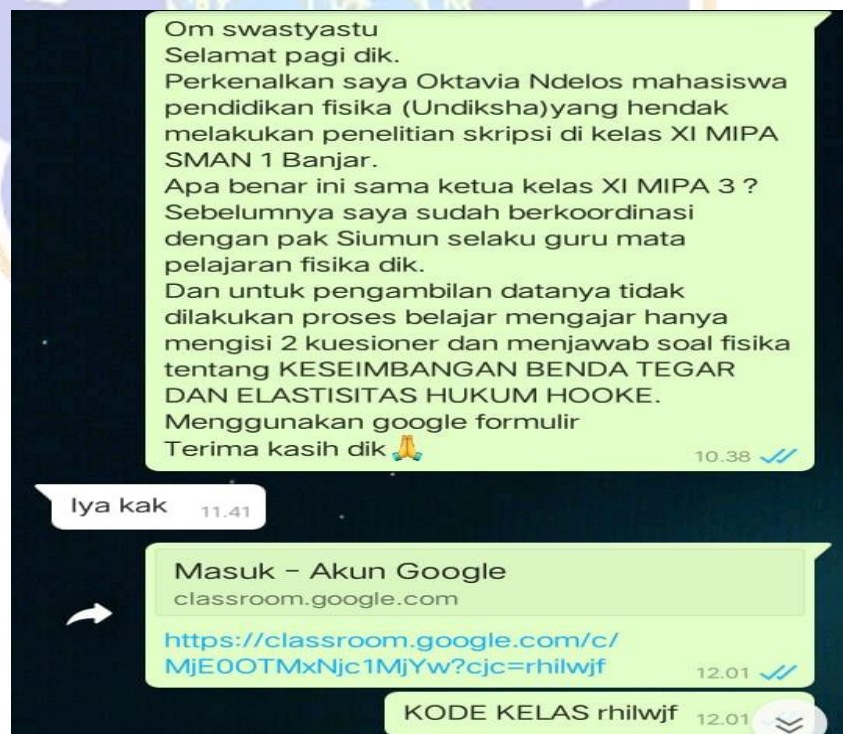 Om swastyastu
Selamat pagi dik.
Perkenalkan saya Oktavia Ndelos mahasiswa
pendidikan fisika (Undiksha)yang hendak
melakukan penelitian skripsi di kelas XI MIPA
SMAN 1 Banjar.
Apa benar ini sama ketua kelas XI MIPA 3 ?
Sebelumnya saya sudah berkoordinasi
dengan pak Siumun selaku guru mata
pelajaran fisika dik.
Dan untuk pengambilan datanya tidak
dilakukan proses belajar mengajar hanya
mengisi 2 kuesioner dan menjawab soal fisika
tentang KESEIMBANGAN BENDA TEGAR
DAN ELASTISITAS HUKUM HOOKE.
Menggunakan google formulir
Terima kasih dik🙏
10.38
Iya kak 11.41
Masuk – Akun Google
classroom.google.com
https://classroom.google.com/c/
MjE0OTMxNjc1MjYw?cjc=rhilwjf 12.01
KODE KELAS rhilwjf 12.01